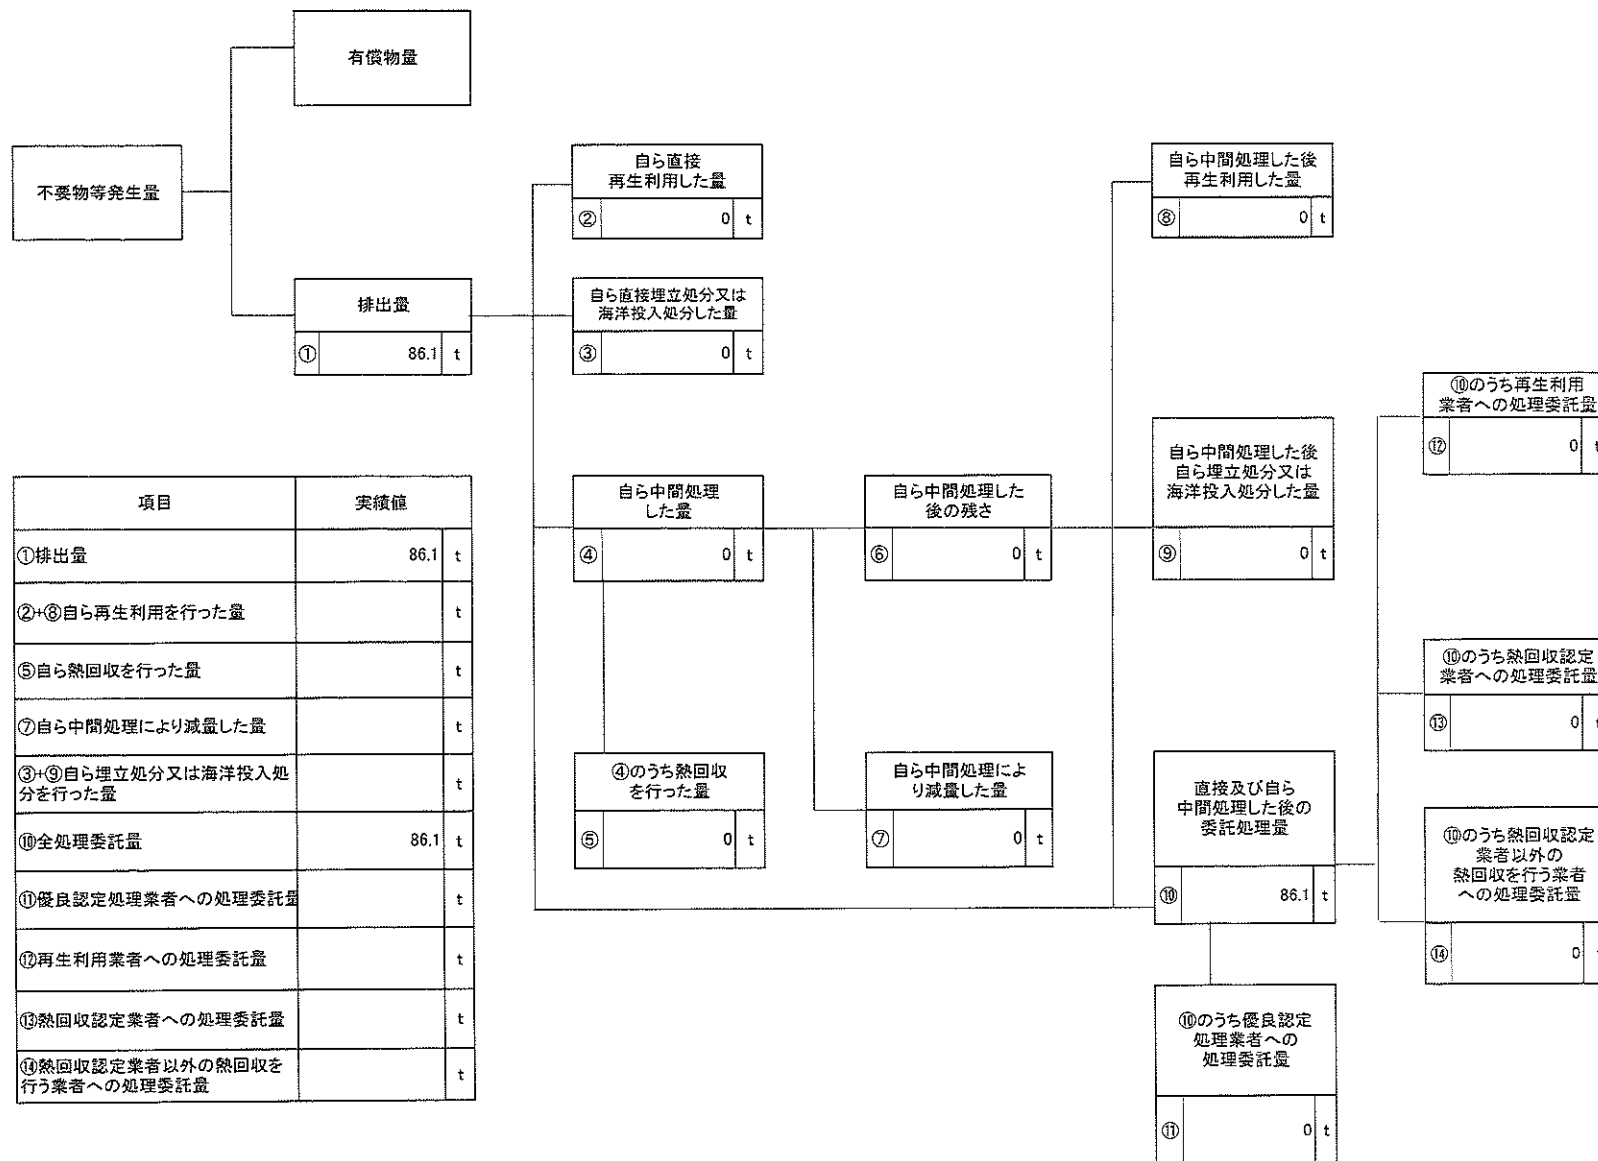 有償物量
不要物等発生量
排出量
① 86.1 t
自ら直接
再生利用した量
② 0 t
自ら直接埋立処分又は
海洋投入処分した量
③ 0 t
自ら中間処理
した量
④ 0 t
④のうち熱回収
を行った量
⑤ 0 t
自ら中間処理した
後の残さ
⑥ 0 t
自ら中間処理によ
り減量した量
⑦ 0 t
自ら中間処理した後
再生利用した量
⑧ 0 t
自ら中間処理した後
自ら埋立処分又は
海洋投入処分した量
⑨ 0 t
直接及び自ら
中間処理した後の
委託処理量
⑩ 86.1 t
⑩のうち優良認定
処理業者への
処理委託量
⑪ 0 t
⑩のうち再生利用
業者への処理委託量
⑫ 0 t
⑩のうち熱回収認定
業者への処理委託量
⑬ 0 t
⑩のうち熱回収認定
業者以外の
熱回収を行う業者
への処理委託量
⑭ 0 t
項目 実績値
①排出量 86.1 t
②+⑧自ら再生利用を行った量 t
⑤自ら熱回収を行った量 t
⑦自ら中間処理により減量した量 t
③+⑨自ら埋立処分又は海洋投入処
分を行った量 t
⑩全処理委託量 86.1 t
⑪優良認定処理業者への処理委託量 t
⑫再生利用業者への処理委託量 t
⑬熱回収認定業者への処理委託量 t
⑭熱回収認定業者以外の熱回収を
行う業者への処理委託量 t